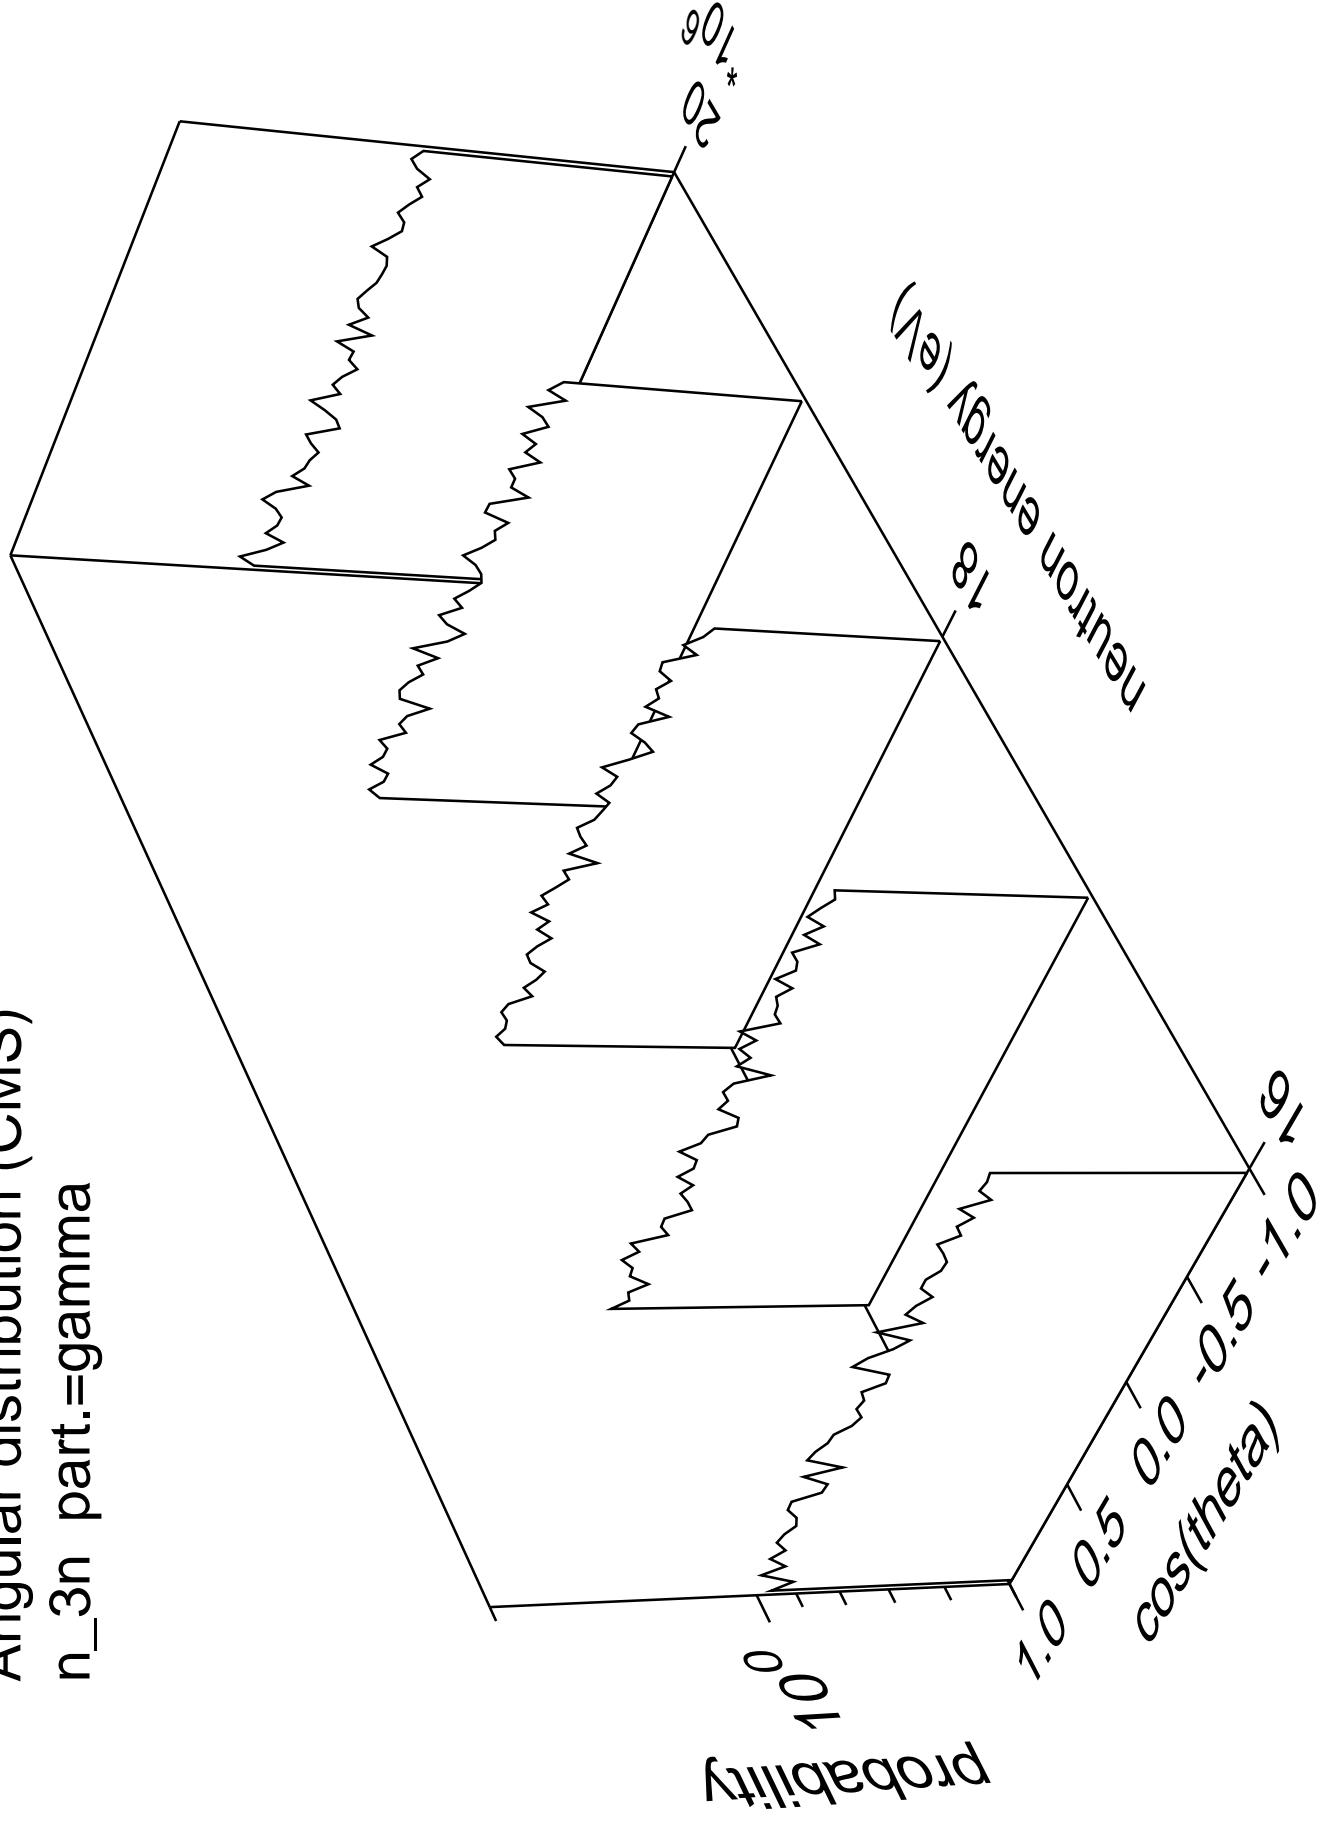 Angular distribution (CMS)
n_3n part.=gamma
probability
10^0
1.0 0.5 0.0 -0.5 -1.0
cos(theta)
16 18 20 * 10^6
neutron energy (eV)